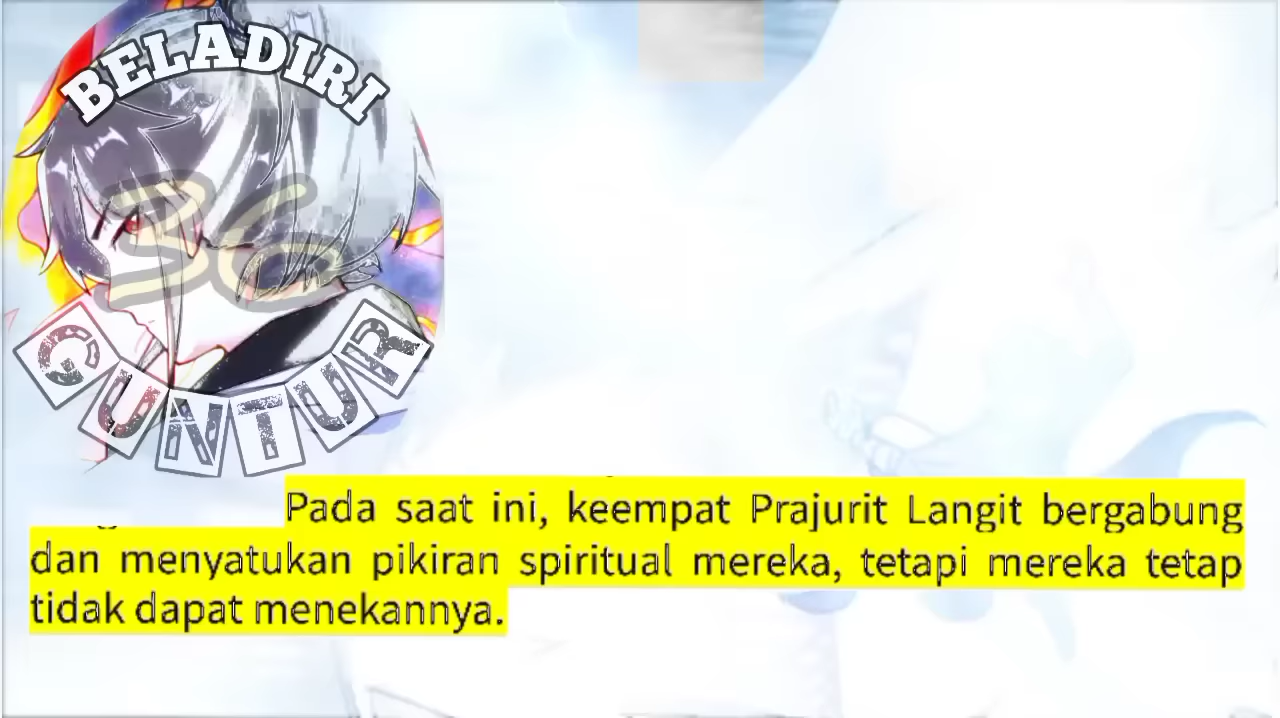 BELADIRI
36
GUNTUR
Pada saat ini, keempat Prajurit Langit bergabung
dan menyatukan pikiran spiritual mereka, tetapi mereka tetap
tidak dapat menekannya.